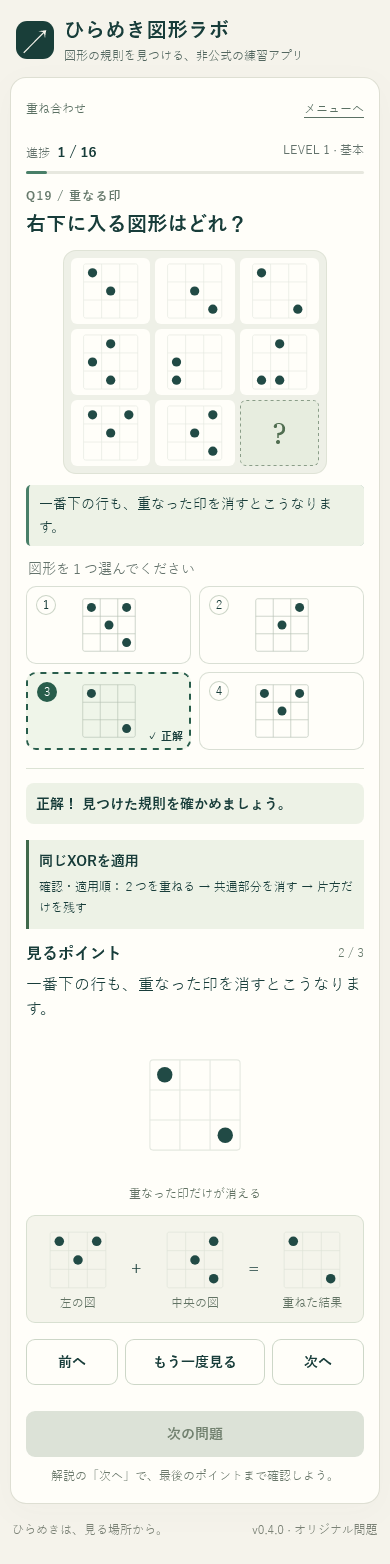 ひらめき図形ラボ
図形の規則を見つける、非公式の練習アプリ
重ね合わせ
メニューへ
進捗 1 / 16
LEVEL 1 · 基本
Q19 / 重なる印
右下に入る図形はどれ？
?
一番下の行も、重なった印を消すとこうなりま
す。
図形を1つ選んでください
1
2
3
✓ 正解
4
正解！ 見つけた規則を確かめましょう。
同じXORを適用
確認・適用順：2つを重ねる → 共通部分を消す → 片方だ
けを残す
見るポイント
2 / 3
一番下の行も、重なった印を消すとこうなりま
す。
重なった印だけが消える
+
=
左の図
中央の図
重ねた結果
前へ
もう一度見る
次へ
次の問題
解説の「次へ」で、最後のポイントまで確認しよう。
ひらめきは、見る場所から。
v0.4.0 · オリジナル問題